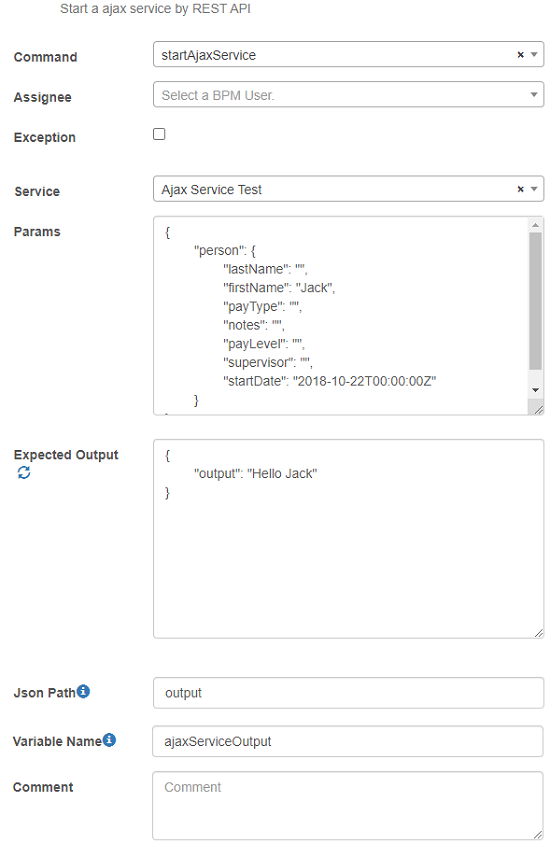 Start a ajax service by REST API
Command
startAjaxService
Assignee
Select a BPM User.
Exception
Service
Ajax Service Test
Params
{
"person": {
"lastName": "",
"firstName": "Jack",
"payType": "",
"notes": "",
"payLevel": "",
"supervisor": "",
"startDate": "2018-10-22T00:00:00Z"
}
Expected Output
{
"output": "Hello Jack"
}
Json Path
output
Variable Name
ajaxServiceOutput
Comment
Comment